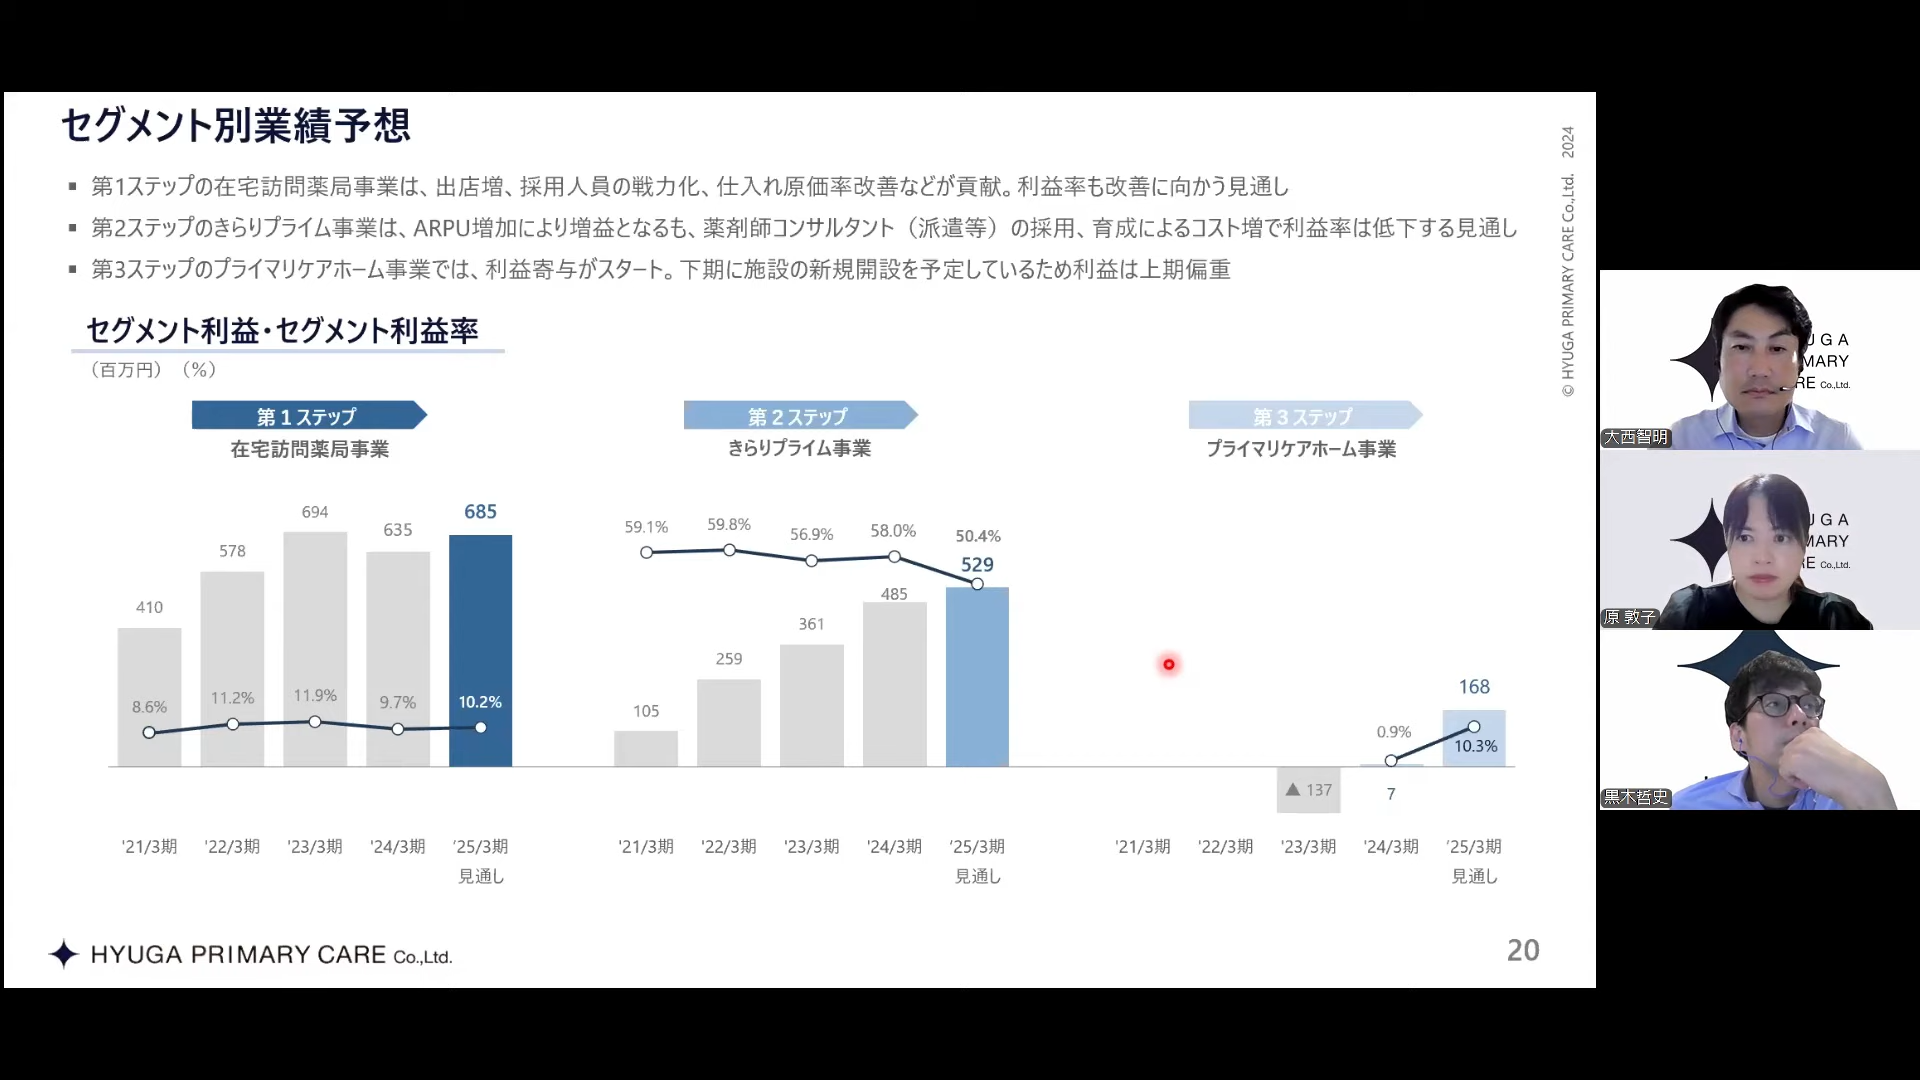 セグメント別業績予想
© HYUGA PRIMARY CARE Co.,Ltd. 2024
▪ 第1ステップの在宅訪問薬局事業は、出店増、採用人員の戦力化、仕入れ原価率改善などが貢献。利益率も改善に向かう見通し
▪ 第2ステップのきらりプライム事業は、ARPU増加により増益となるも、薬剤師コンサルタント（派遣等）の採用、育成によるコスト増で利益率は低下する見通し
▪ 第3ステップのプライマリケアホーム事業では、利益寄与がスタート。下期に施設の新規開設を予定しているため利益は上期偏重
セグメント利益・セグメント利益率
（百万円）（%）
第１ステップ
在宅訪問薬局事業
410 578 694 635 685
8.6% 11.2% 11.9% 9.7% 10.2%
'21/3期 '22/3期 '23/3期 '24/3期 '25/3期
見通し
第２ステップ
きらりプライム事業
59.1% 59.8% 56.9% 58.0% 50.4%
105 259 361 485 529
'21/3期 '22/3期 '23/3期 '24/3期 '25/3期
見通し
第３ステップ
プライマリケアホーム事業
▲ 137 7 168
0.9% 10.3%
'21/3期 '22/3期 '23/3期 '24/3期 '25/3期
見通し
HYUGA PRIMARY CARE Co.,Ltd.
20
UGA
MARY
RE Co.,Ltd.
大西智明
UGA
MARY
RE Co.,Ltd.
原 敦子
黒木哲史